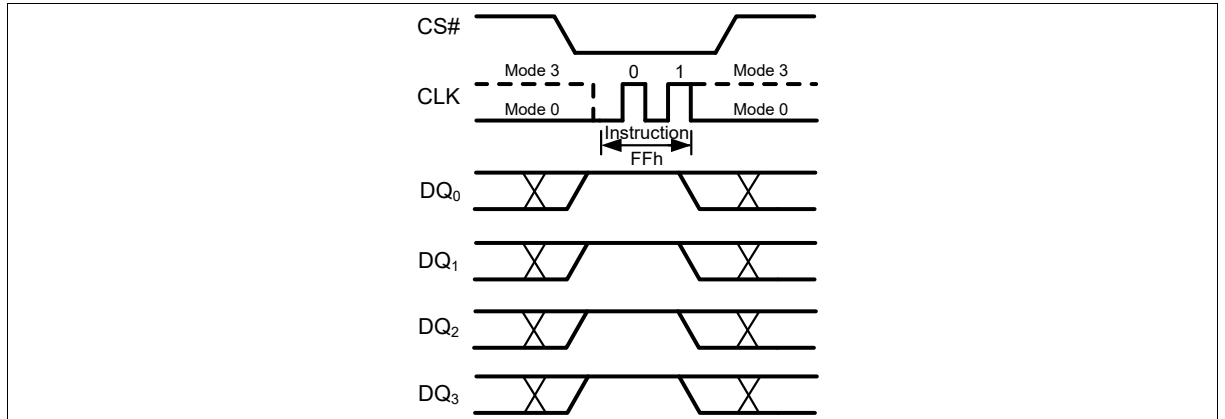 CS#
Mode 3 0 1 Mode 3
CLK
Mode 0 Mode 0
Instruction
FFh
DQ₀
DQ₁
DQ₂
DQ₃